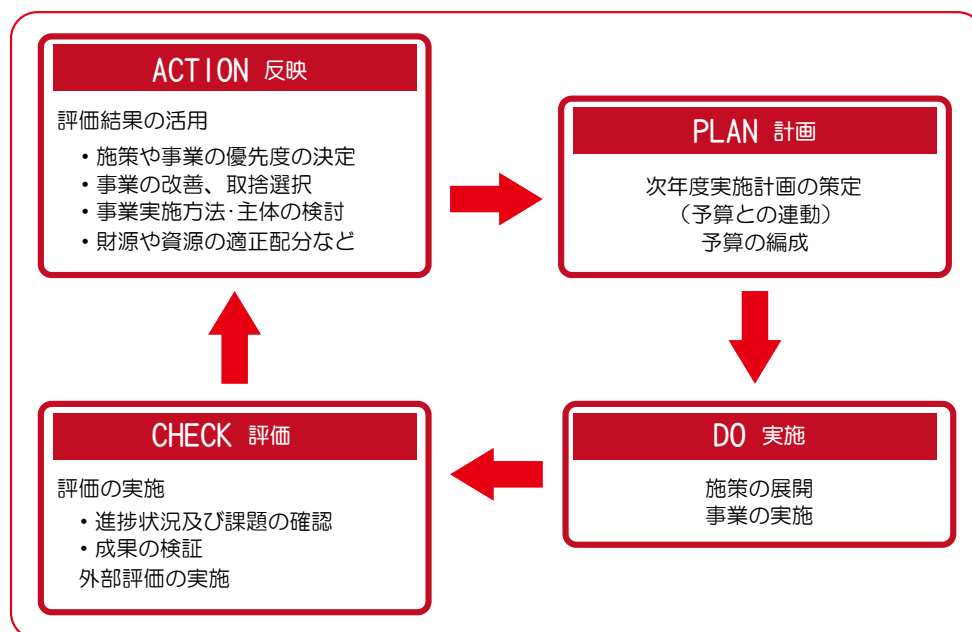 ACTION 反映
評価結果の活用
・施策や事業の優先度の決定
・事業の改善、取捨選択
・事業実施方法･主体の検討
・財源や資源の適正配分など
PLAN 計画
次年度実施計画の策定
（予算との連動）
予算の編成
DO 実施
施策の展開
事業の実施
CHECK 評価
評価の実施
・進捗状況及び課題の確認
・成果の検証
外部評価の実施